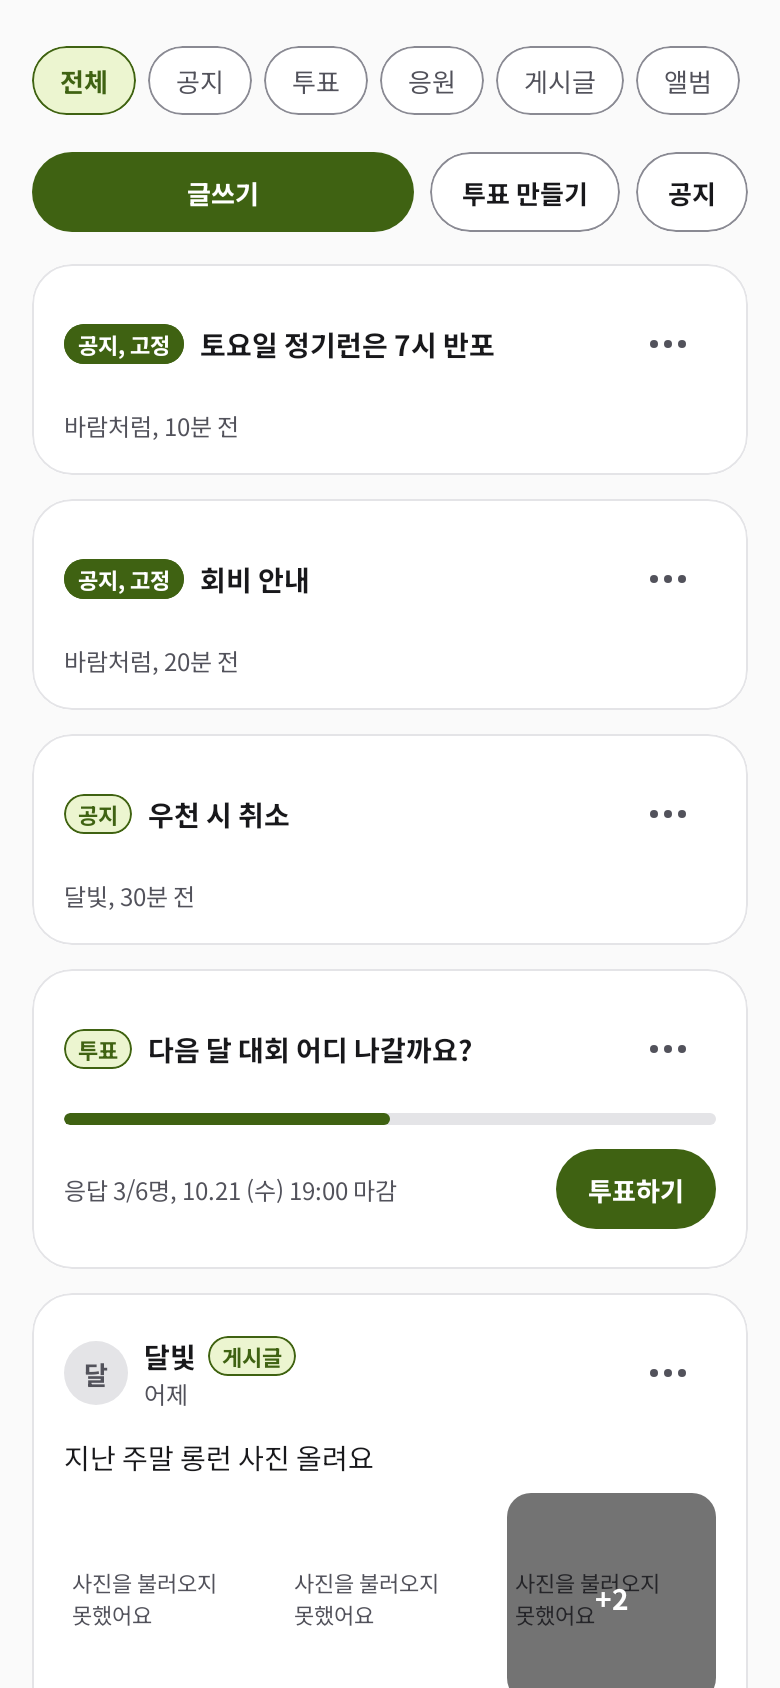 전체 공지 투표 응원 게시글 앨범
글쓰기 투표 만들기 공지
공지, 고정 토요일 정기런은 7시 반포
바람처럼, 10분 전
공지, 고정 회비 안내
바람처럼, 20분 전
공지 우천 시 취소
달빛, 30분 전
투표 다음 달 대회 어디 나갈까요?
응답 3/6명, 10.21 (수) 19:00 마감 투표하기
달 달빛 게시글
어제
지난 주말 롱런 사진 올려요
사진을 불러오지 사진을 불러오지 사진을 불러오지
못했어요 못했어요 못했어요
+2